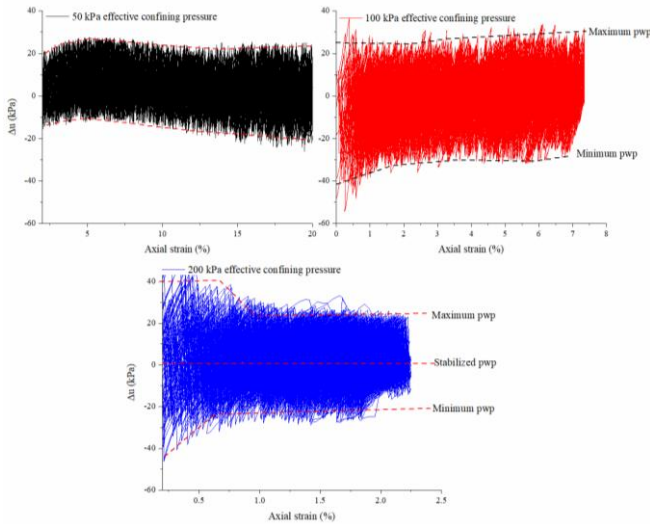 50 kPa effective confining pressure
60
40
20
0
-20
-40
-60
Δu (kPa)
5
10
15
20
Axial strain (%)
100 kPa effective confining pressure
40
20
0
-20
-40
-60
Maximum pwp
Minimum pwp
0
1
2
3
4
5
6
7
8
Axial strain (%)
200 kPa effective confining pressure
40
20
0
-20
-40
-60
Δu (kPa)
Maximum pwp
Stabilized pwp
Minimum pwp
0.5
1.0
1.5
2.0
2.5
Axial strain (%)